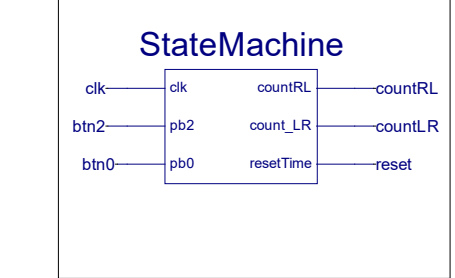 StateMachine
clk clk countRL countRL
btn2 pb2 count_LR countLR
btn0 pb0 resetTime reset